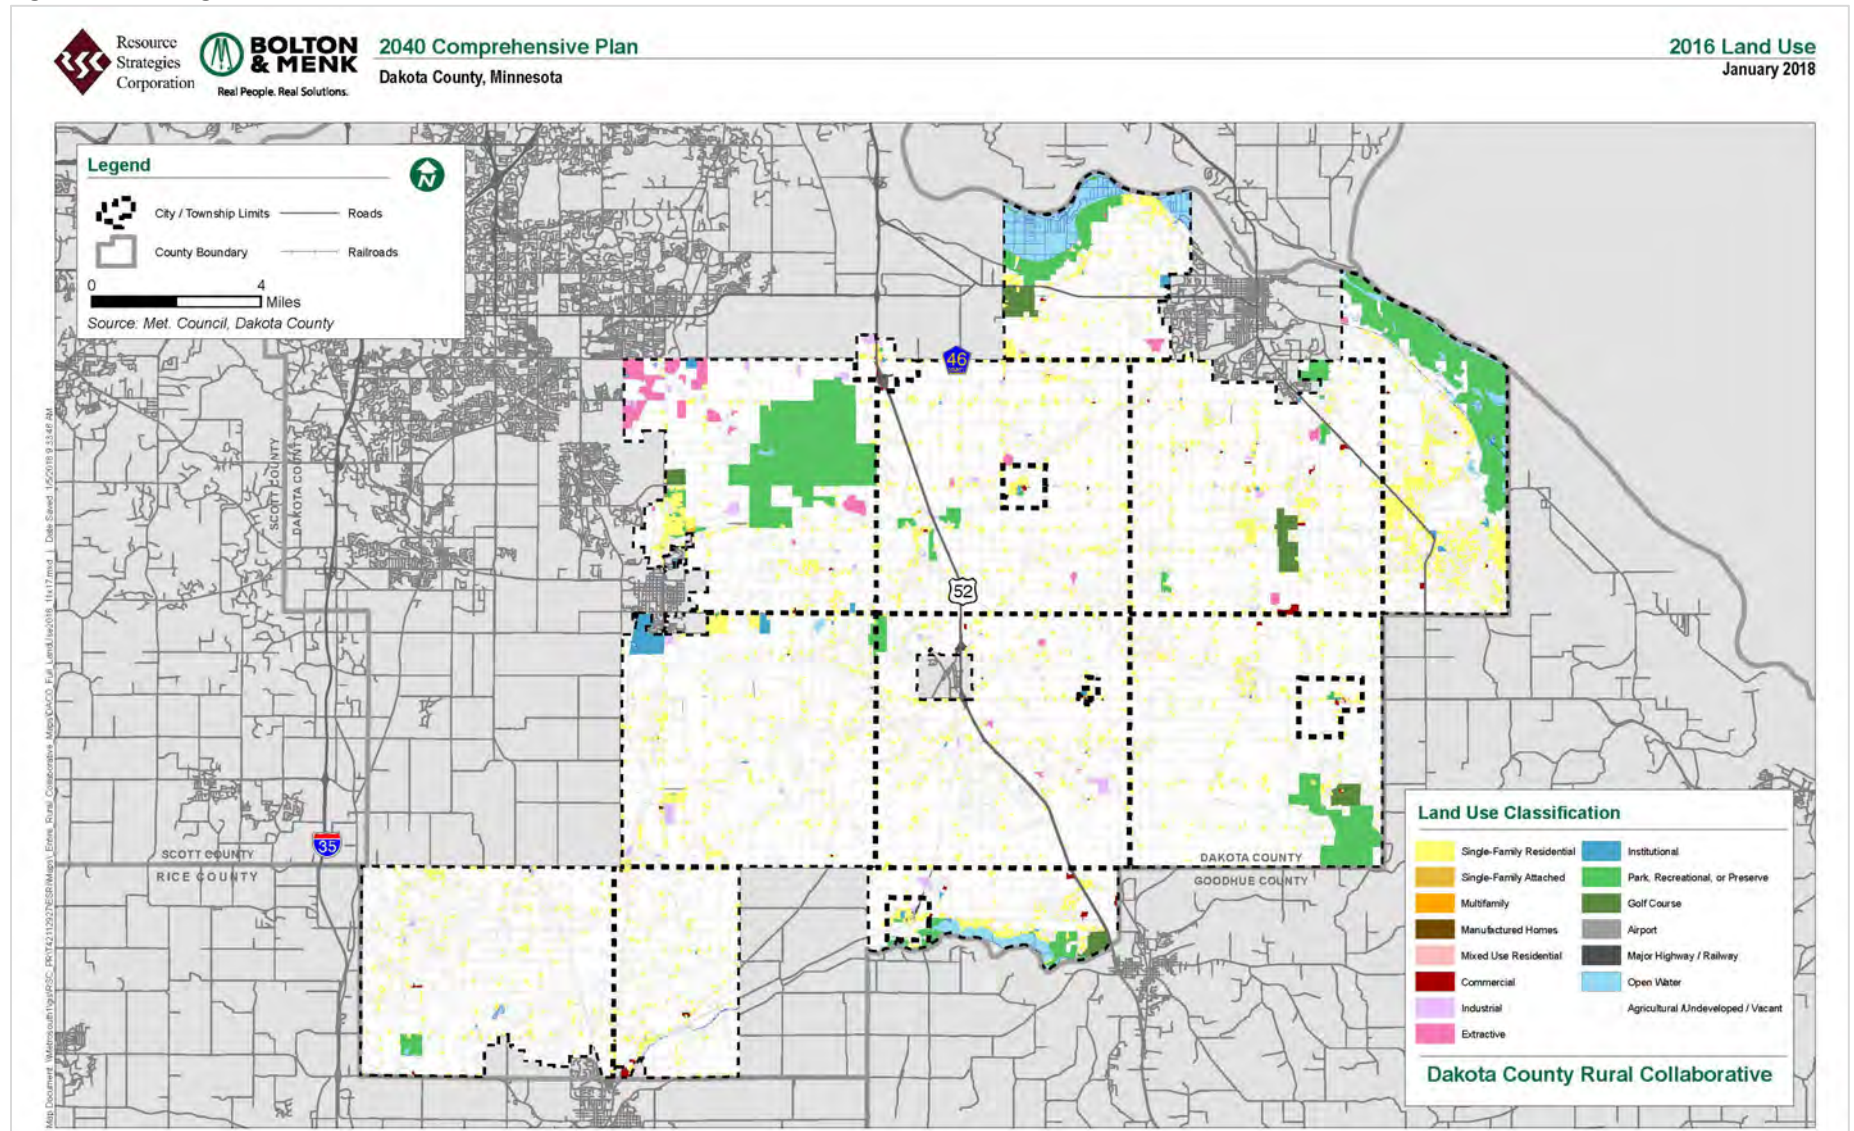 RSC
Resource
Strategies
Corporation
BOLTON
& MENK
Real People. Real Solutions.
2040 Comprehensive Plan
Dakota County, Minnesota
2016 Land Use
January 2018
Legend
N
City / Township Limits
Roads
County Boundary
Railroads
0 4
Miles
Source: Met. Council, Dakota County
46
52
35
SCOTT COUNTY
DAKOTA COUNTY
SCOTT COUNTY
RICE COUNTY
DAKOTA COUNTY
GOODHUE COUNTY
Land Use Classification
Single-Family Residential
Institutional
Single-Family Attached
Park, Recreational, or Preserve
Multifamily
Golf Course
Manufactured Homes
Airport
Mixed Use Residential
Major Highway / Railway
Commercial
Open Water
Industrial
Agricultural /Undeveloped / Vacant
Extractive
Dakota County Rural Collaborative